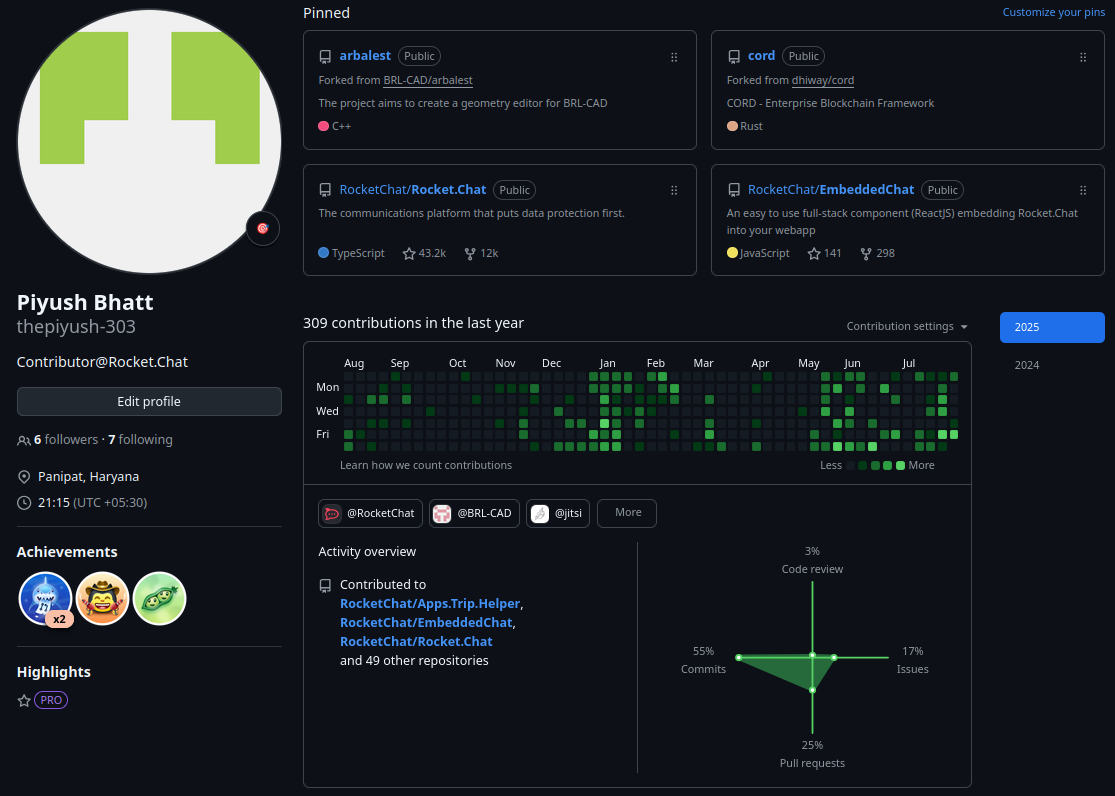 Pinned
Customize your pins
arbalest Public
Forked from BRL-CAD/arbalest
The project aims to create a geometry editor for BRL-CAD
C++
cord Public
Forked from dhiway/cord
CORD - Enterprise Blockchain Framework
Rust
RocketChat/Rocket.Chat Public
The communications platform that puts data protection first.
TypeScript 43.2k 12k
RocketChat/EmbeddedChat Public
An easy to use full-stack component (ReactJS) embedding Rocket.Chat
into your webapp
JavaScript 141 298
Piyush Bhatt
thepiyush-303
Contributor@Rocket.Chat
Edit profile
6 followers · 7 following
Panipat, Haryana
21:15 (UTC +05:30)
Achievements
x2
Highlights
PRO
309 contributions in the last year
Contribution settings
2025
2024
Aug Sep Oct Nov Dec Jan Feb Mar Apr May Jun Jul
Mon
Wed
Fri
Learn how we count contributions
Less More
@RocketChat @BRL-CAD @jitsi More
Activity overview
Contributed to
RocketChat/Apps.Trip.Helper,
RocketChat/EmbeddedChat,
RocketChat/Rocket.Chat
and 49 other repositories
3%
Code review
55%
Commits
17%
Issues
25%
Pull requests